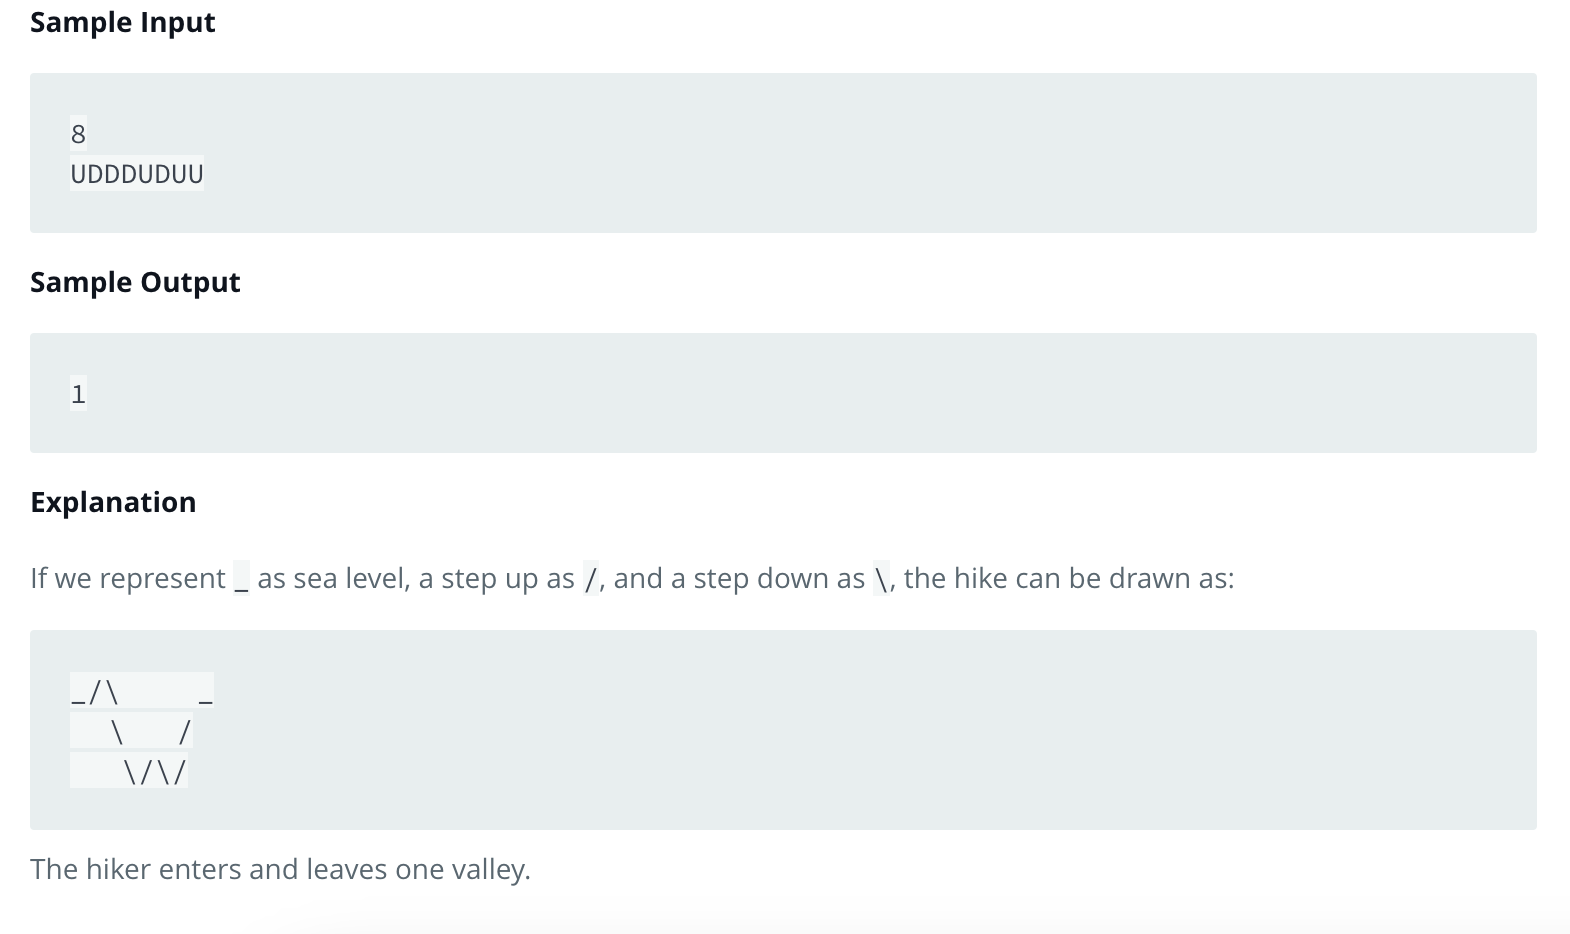 Sample Input
8
UDDDUDUU
Sample Output
1
Explanation
If we represent _ as sea level, a step up as /, and a step down as \, the hike can be drawn as:
_/\      _
   \    /
    \/\/
The hiker enters and leaves one valley.